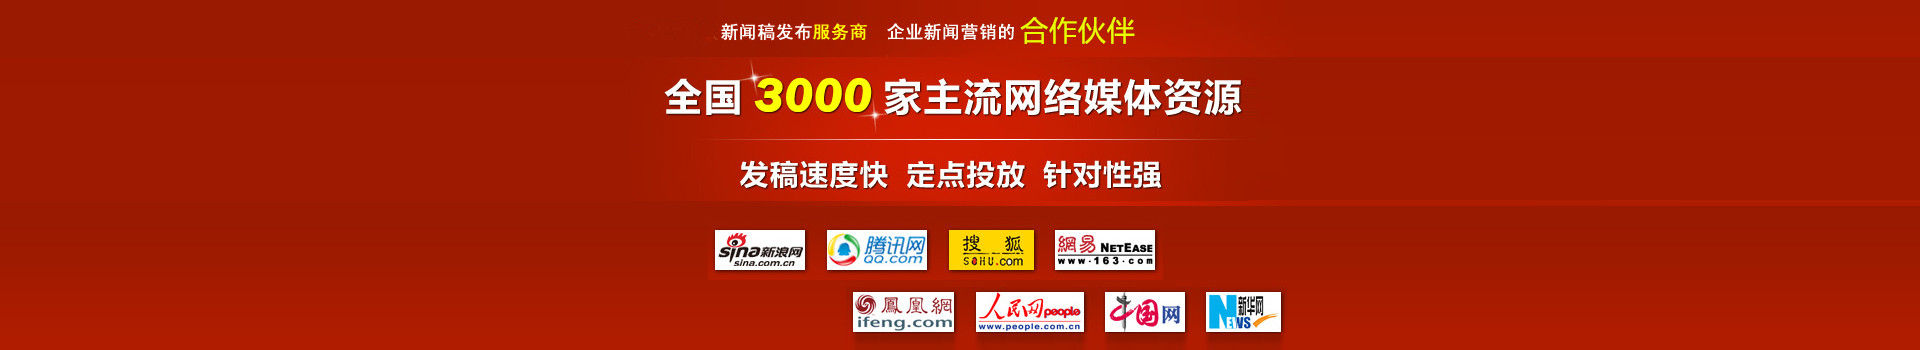 新闻稿发布服务商 企业新闻营销的 合作伙伴
全国 3000 家主流网络媒体资源
发稿速度快 定点投放 针对性强
sina新浪网 腾讯网 搜狐 網易 NETEASE
sina.com.cn QQ.com SOHU.com www.163.com
鳳凰網 人民网 people 中国网 新华网
ifeng.com www.people.com.cn NEWS